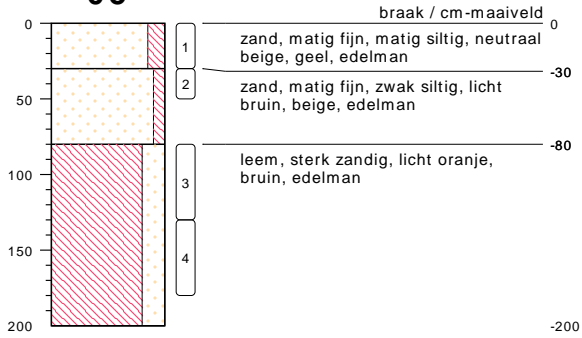 braak / cm-maaiveld
0
0
1
zand, matig fijn, matig siltig, neutraal
beige, geel, edelman
-30
2
zand, matig fijn, zwak siltig, licht
bruin, beige, edelman
50
-80
leem, sterk zandig, licht oranje,
bruin, edelman
100
3
150
4
200
-200